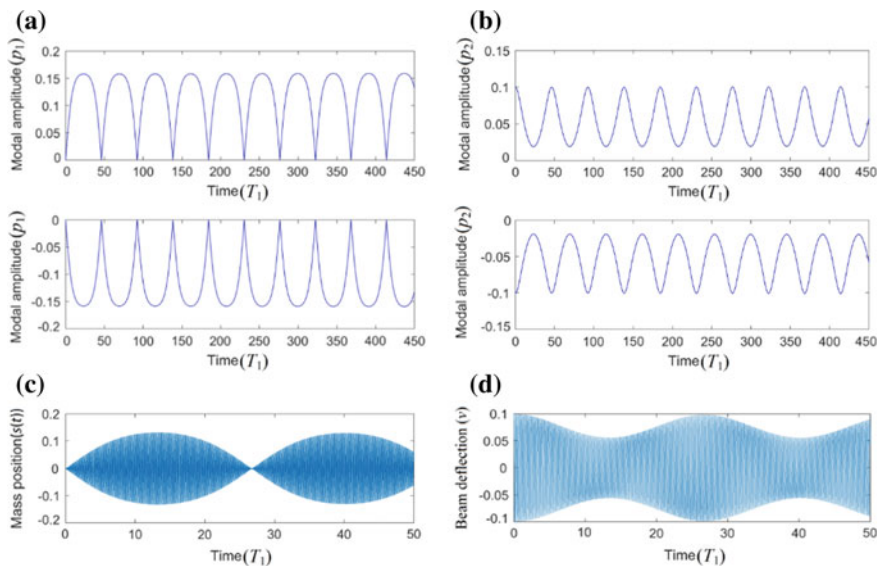 (a)
Modal amplitude(p₁)
0.2
0.15
0.1
0.05
0
0 50 100 150 200 250 300 350 400 450
Time(T₁)
(b)
Modal amplitude(p₂)
0.15
0.1
0.05
0
0 50 100 150 200 250 300 350 400 450
Time(T₁)
Modal amplitude(p₁)
0
-0.05
-0.1
-0.15
-0.2
0 50 100 150 200 250 300 350 400 450
Time(T₁)
Modal amplitude(p₂)
0
-0.05
-0.1
-0.15
0 50 100 150 200 250 300 350 400 450
Time(T₁)
(c)
Mass position(s(t))
0.2
0.1
0
-0.1
-0.2
0 10 20 30 40 50
Time(T₁)
(d)
Beam deflection (v)
0.1
0.05
0
-0.05
-0.1
0 10 20 30 40 50
Time(T₁)